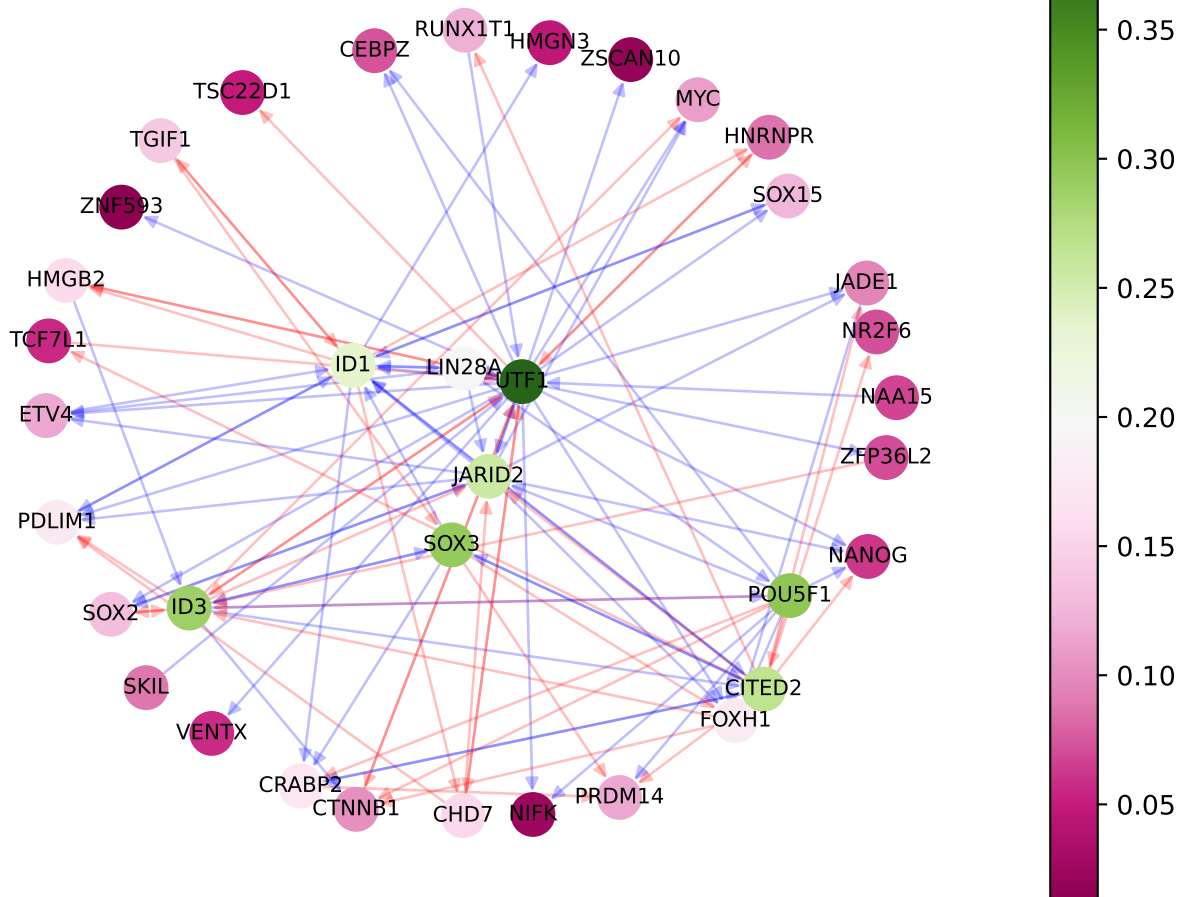 RUNX1T1
CEBPZ
HMGN3
ZSCAN10
TSC22D1
MYC
TGIF1
HNRNPR
SOX15
ZNF593
HMGB2
JADE1
TCF7L1
NR2F6
ID1
LIN28A
UTF1
NAA15
ETV4
ZFP36L2
JARID2
PDLIM1
SOX3
NANOG
SOX2
ID3
POU5F1
SKIL
CITED2
FOXH1
VENTX
CRABP2
CTNNB1
CHD7
NIFK
PRDM14
0.35
0.30
0.25
0.20
0.15
0.10
0.05